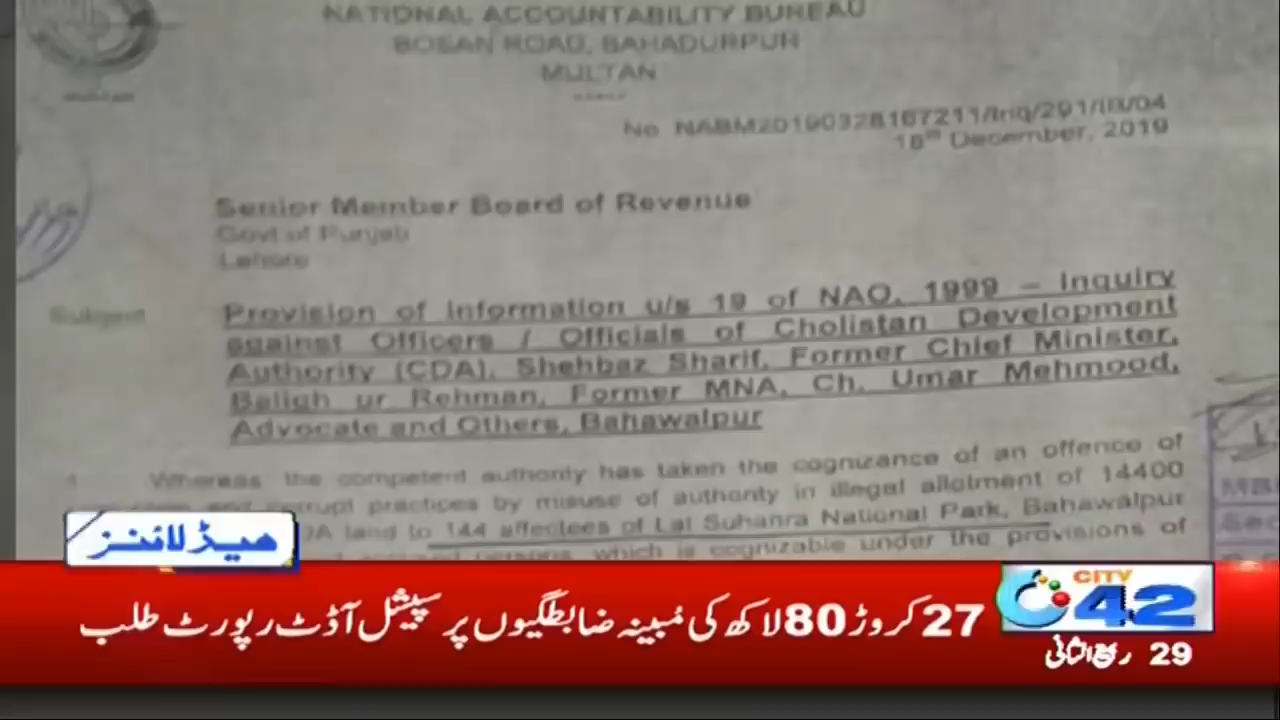 NATIONAL ACCOUNTABILITY BUREAU
BOSAN ROAD, BAHADURPUR
MULTAN
No NABM20190328167211/Inq/291/IB/04
18th December, 2019
Senior Member Board of Revenue
Govt of Punjab
Lahore
Subject
Provision of Information u/s 19 of NAO, 1999 – Inquiry
against Officers / Officials of Cholistan Development
Authority (CDA), Shehbaz Sharif, Former Chief Minister,
Baligh ur Rehman, Former MNA, Ch. Umar Mehmood,
Advocate and Others, Bahawalpur
Whereas the competent authority has taken the cognizance of an offence of
corrupt practices by misuse of authority in illegal allotment of 14400
land to 144 affectees of Lal Suhanra National Park, Bahawalpur
persons, which is cognizable under the provisions of
ہیڈلائنز
27 کروڑ 80 لاکھ کی مُبینہ ضابطگیوں پر سپیشل آڈٹ رپورٹ طلب
CITY
42
29 ربیع الثانی